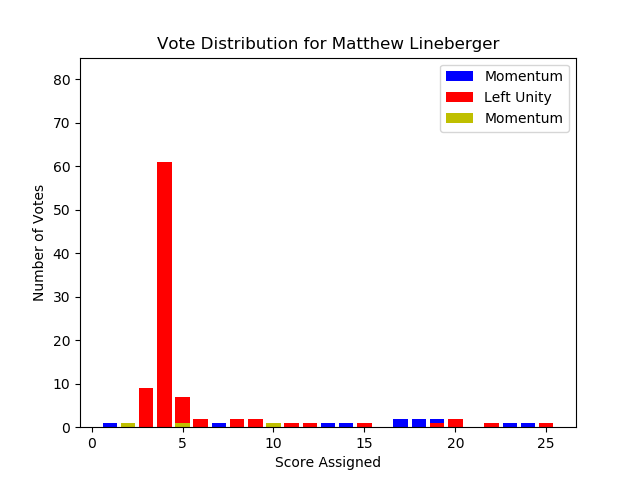 Vote Distribution for Matthew Lineberger
Momentum
Left Unity
Momentum
80
70
60
50
40
30
20
10
0
Number of Votes
0 5 10 15 20 25
Score Assigned